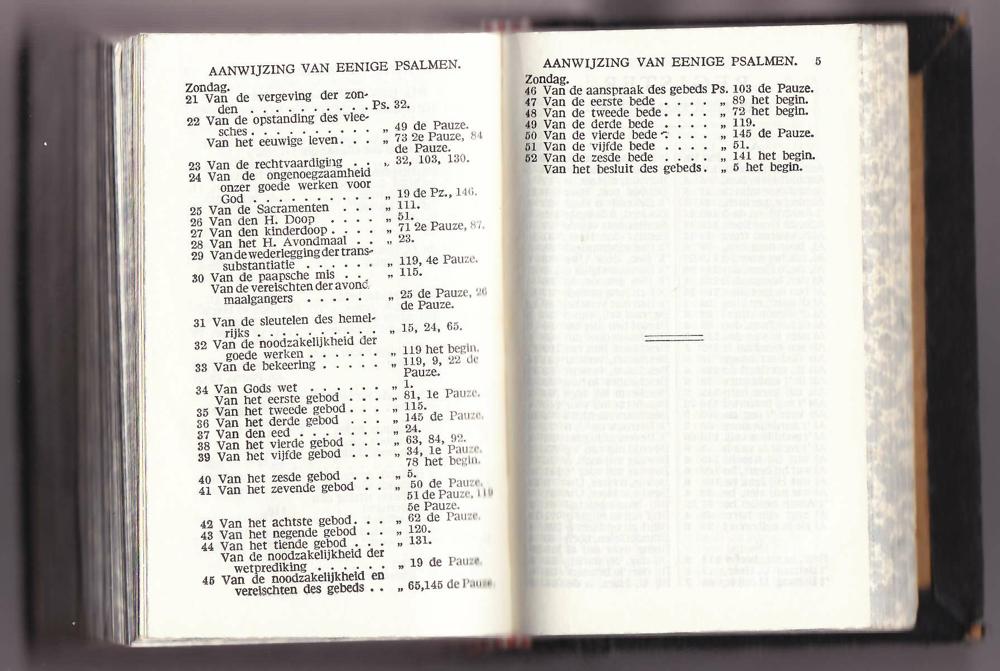 AANWIJZING VAN EENIGE PSALMEN.
Zondag.
21 Van de vergeving der zon-
den . . . . . . . . . . . Ps. 32.
22 Van de opstanding des vlee-
sches . . . . . . . . . . „ 49 de Pauze.
Van het eeuwige leven . . . „ 73 2e Pauze, 84
de Pauze.
23 Van de rechtvaardiging . . „ 32, 103, 130.
24 Van de ongenoegzaamheid
onzer goede werken voor
God . . . . . . . . . . „ 19 de Pz., 146.
25 Van de Sacramenten . . . „ 111.
26 Van den H. Doop . . . . „ 51.
27 Van den kinderdoop . . . . „ 71 2e Pauze, 87.
28 Van het H. Avondmaal . . „ 23.
29 Van de wederlegging der trans-
substantiatie . . . . . . „ 119, 4e Pauze.
30 Van de paapsche mis . . . „ 115.
Van de vereischten der avond
maalgangers . . . . . „ 25 de Pauze, 26
de Pauze.
31 Van de sleutelen des hemel-
rijks . . . . . . . . . . „ 15, 24, 65.
32 Van de noodzakelijkheid der
goede werken . . . . . . „ 119 het begin.
33 Van de bekeering . . . . . „ 119, 9, 22 de
Pauze.
34 Van Gods wet . . . . . . „ 1.
Van het eerste gebod . . . „ 81, 1e Pauze.
35 Van het tweede gebod . . . „ 115.
36 Van het derde gebod . . . „ 145 de Pauze.
37 Van den eed . . . . . . . „ 24.
38 Van het vierde gebod . . . „ 63, 84, 92.
39 Van het vijfde gebod . . . „ 34, 1e Pauze.
78 het begin.
40 Van het zesde gebod . . . „ 5.
41 Van het zevende gebod . . „ 50 de Pauze.
51 de Pauze, 119
5e Pauze.
42 Van het achtste gebod . . . „ 62 de Pauze.
43 Van het negende gebod . . „ 120.
44 Van het tiende gebod . . . „ 131.
Van de noodzakelijkheid der
wetprediking . . . . . . „ 19 de Pauze.
45 Van de noodzakelijkheid en
vereischten des gebeds . . „ 65,145 de Pauze.
AANWIJZING VAN EENIGE PSALMEN. 5
Zondag.
46 Van de aanspraak des gebeds Ps. 103 de Pauze.
47 Van de eerste bede . . . . „ 89 het begin.
48 Van de tweede bede . . . . „ 72 het begin.
49 Van de derde bede . . . . „ 119.
50 Van de vierde bede . . . . „ 145 de Pauze.
51 Van de vijfde bede . . . . „ 51.
52 Van de zesde bede . . . . „ 141 het begin.
Van het besluit des gebeds . „ 5 het begin.